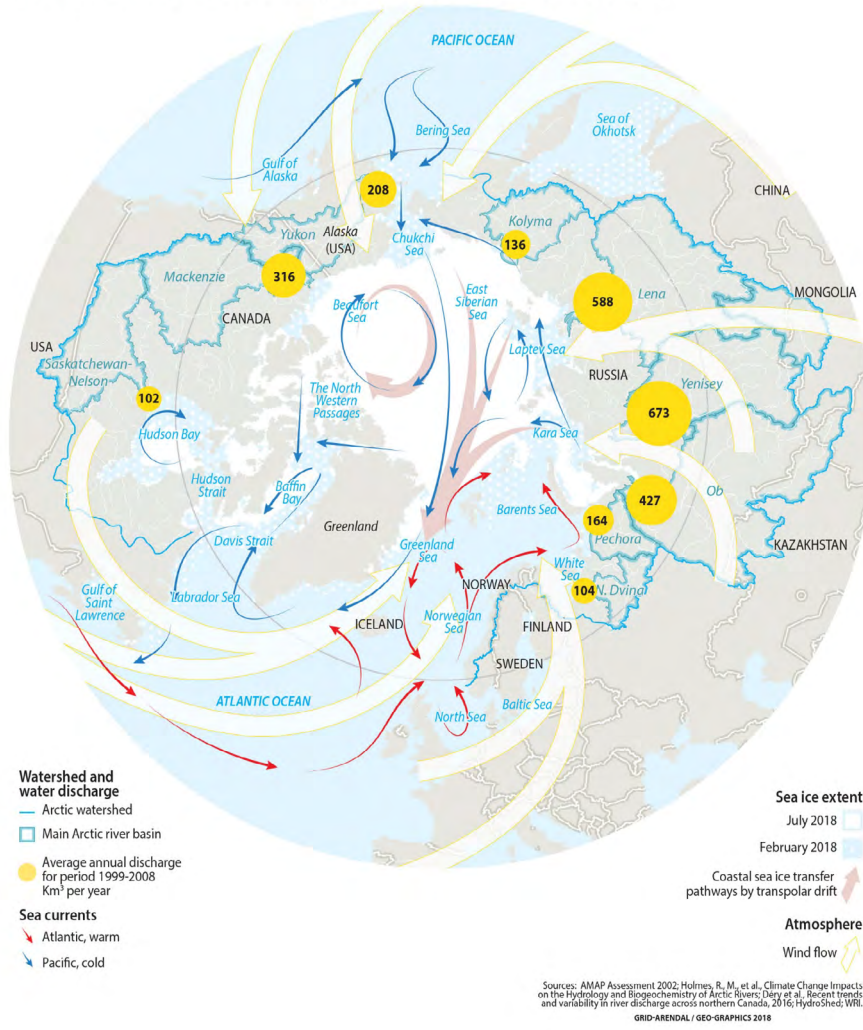 PACIFIC OCEAN
Bering Sea
Sea of
Okhotsk
Gulf of
Alaska
208
CHINA
Yukon
Alaska
(USA)
Chukchi
Sea
Kolyma
136
Mackenzie
316
East
Siberian
Sea
588
Lena
MONGOLIA
Beaufort
Sea
CANADA
USA
Saskatchewan-
Nelson
Laptev Sea
RUSSIA
Yenisey
102
The North
Western
Passages
673
Hudson Bay
Kara Sea
Hudson
Strait
Baffin
Bay
427
Ob
Greenland
Barents Sea
164
Pechora
Davis Strait
Greenland
Sea
KAZAKHSTAN
White
Sea
NORWAY
104
N. Dvina
Gulf of
Saint
Lawrence
Labrador Sea
ICELAND
Norwegian
Sea
FINLAND
SWEDEN
ATLANTIC OCEAN
North Sea
Baltic Sea
Watershed and
water discharge
Arctic watershed
Main Arctic river basin
Average annual discharge
for period 1999-2008
Km³ per year
Sea currents
Atlantic, warm
Pacific, cold
Sea ice extent
July 2018
February 2018
Coastal sea ice transfer
pathways by transpolar drift
Atmosphere
Wind flow
Sources: AMAP Assessment 2002; Holmes, R., M., et al., Climate Change Impacts
on the Hydrology and Biogeochemistry of Arctic Rivers; Déry et al., Recent trends
and variability in river discharge across northern Canada, 2016; HydroShed; WRI.
GRID-ARENDAL / GEO-GRAPHICS 2018